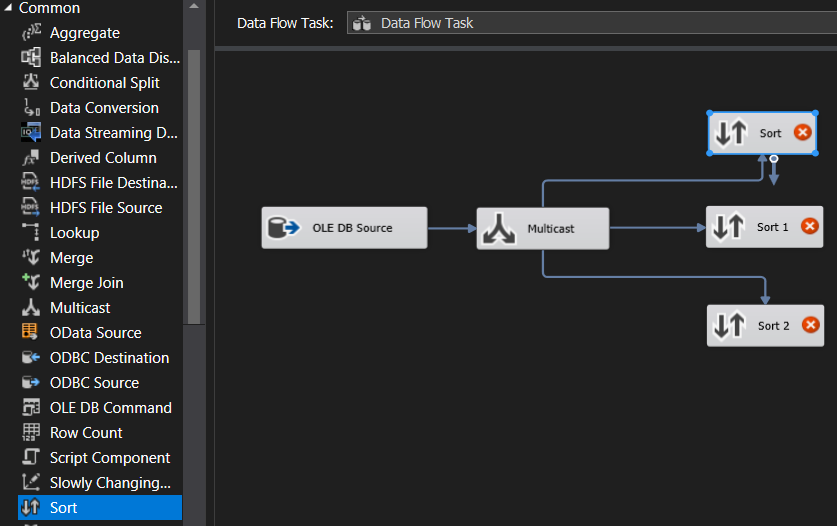 Common
Aggregate
Balanced Data Dis...
Conditional Split
Data Conversion
Data Streaming D...
Derived Column
HDFS File Destina...
HDFS File Source
Lookup
Merge
Merge Join
Multicast
OData Source
ODBC Destination
ODBC Source
OLE DB Command
Row Count
Script Component
Slowly Changing...
Sort
Data Flow Task: Data Flow Task
Sort
OLE DB Source
Multicast
Sort 1
Sort 2